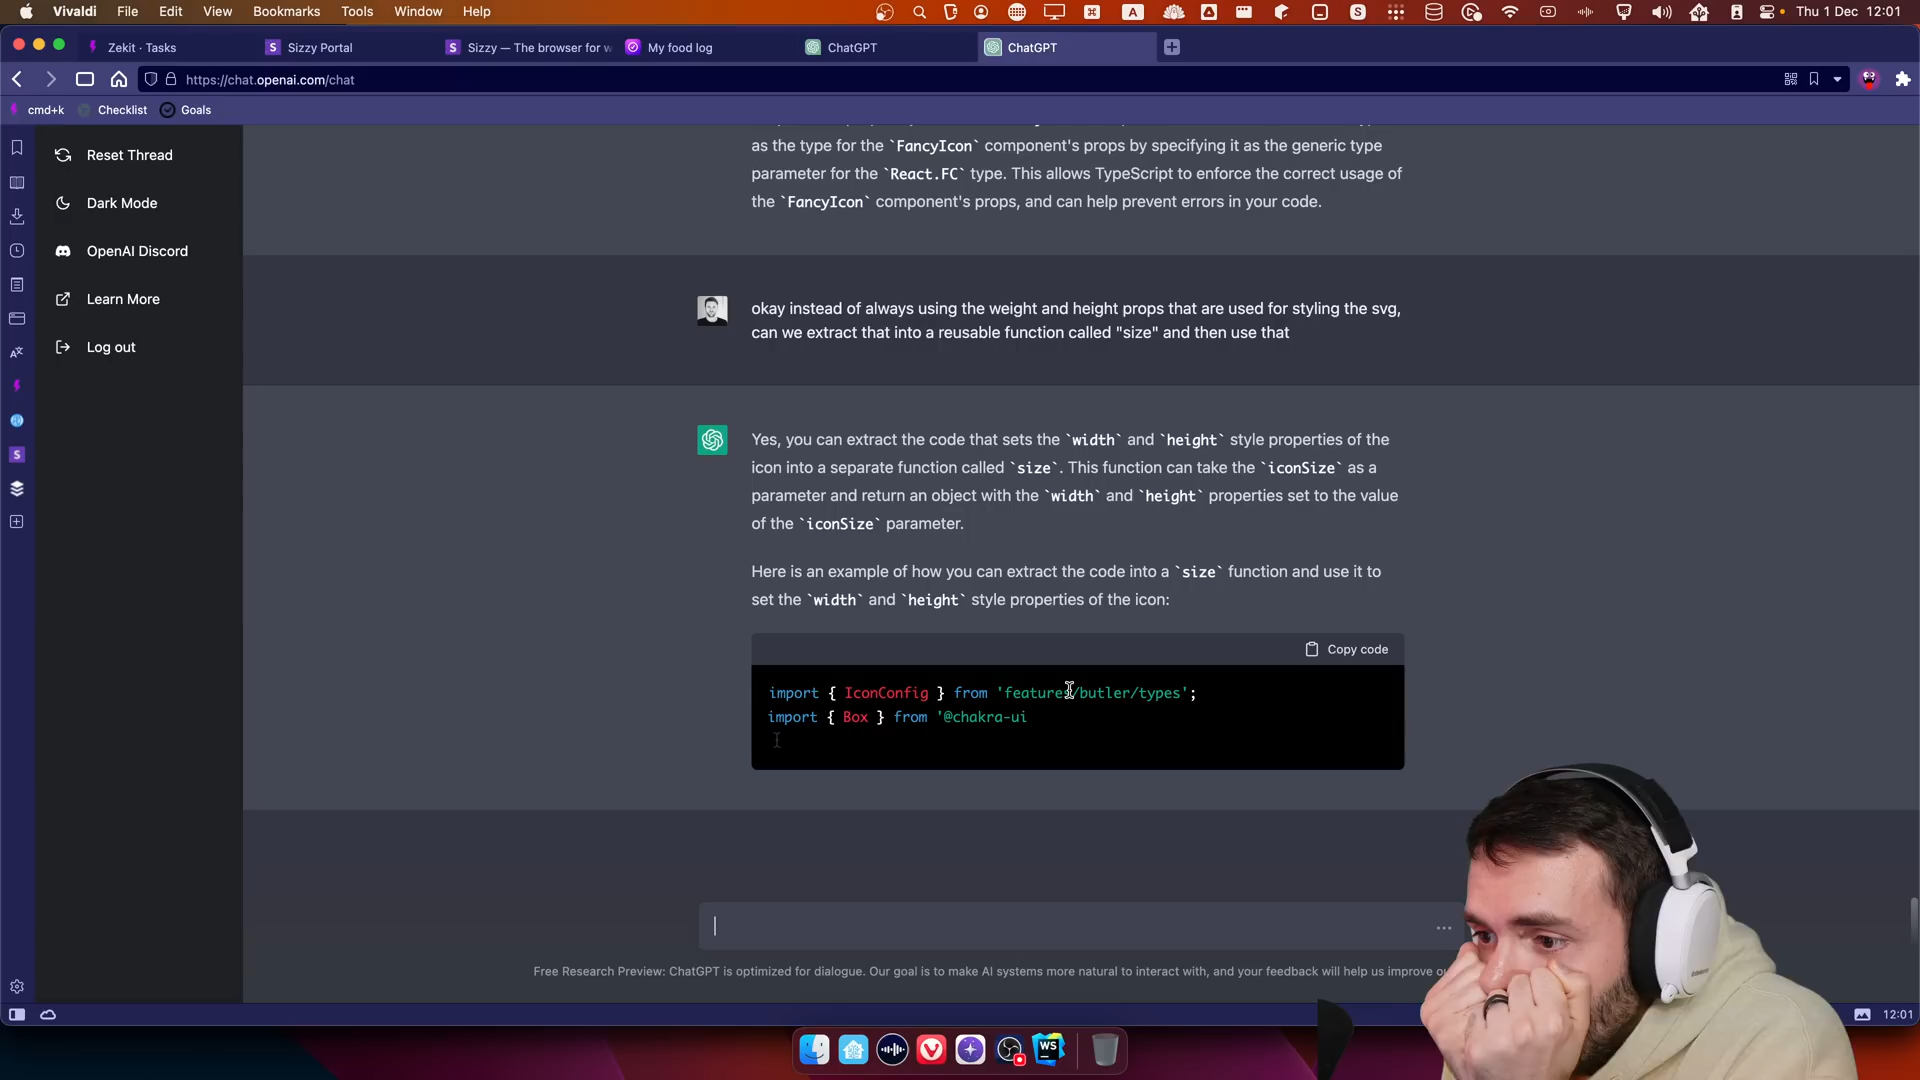 Vivaldi File Edit View Bookmarks Tools Window Help
Thu 1 Dec 12:01
Zekit · Tasks
Sizzy Portal
Sizzy — The browser for w
My food log
ChatGPT
ChatGPT
https://chat.openai.com/chat
cmd+k
Checklist
Goals
Reset Thread
Dark Mode
OpenAI Discord
Learn More
Log out
as the type for the `FancyIcon` component's props by specifying it as the generic type
parameter for the `React.FC` type. This allows TypeScript to enforce the correct usage of
the `FancyIcon` component's props, and can help prevent errors in your code.
okay instead of always using the weight and height props that are used for styling the svg,
can we extract that into a reusable function called "size" and then use that
Yes, you can extract the code that sets the `width` and `height` style properties of the
icon into a separate function called `size`. This function can take the `iconSize` as a
parameter and return an object with the `width` and `height` properties set to the value
of the `iconSize` parameter.
Here is an example of how you can extract the code into a `size` function and use it to
set the `width` and `height` style properties of the icon:
Copy code
import { IconConfig } from 'features/butler/types';
import { Box } from '@chakra-ui
Free Research Preview: ChatGPT is optimized for dialogue. Our goal is to make AI systems more natural to interact with, and your feedback will help us improve
12:01
WS